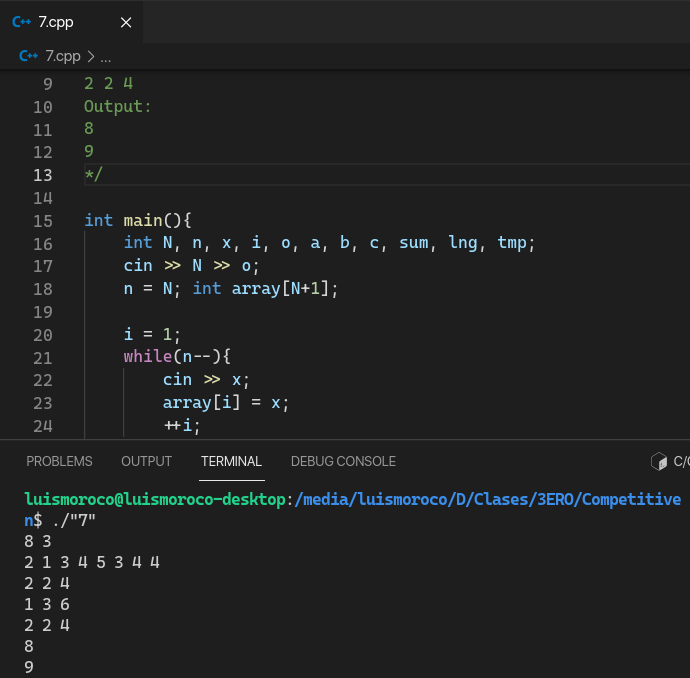 C++ 7.cpp ×
C++ 7.cpp > ...
9 2 2 4
10 Output:
11 8
12 9
13 */
14
15 int main(){
16 int N, n, x, i, o, a, b, c, sum, lng, tmp;
17 cin >> N >> o;
18 n = N; int array[N+1];
19
20 i = 1;
21 while(n--){
22 cin >> x;
23 array[i] = x;
24 ++i;
PROBLEMS OUTPUT TERMINAL DEBUG CONSOLE C/C
luismoroco@luismoroco-desktop:/media/luismoroco/D/Clases/3ERO/Competitive
n$ ./"7"
8 3
2 1 3 4 5 3 4 4
2 2 4
1 3 6
2 2 4
8
9